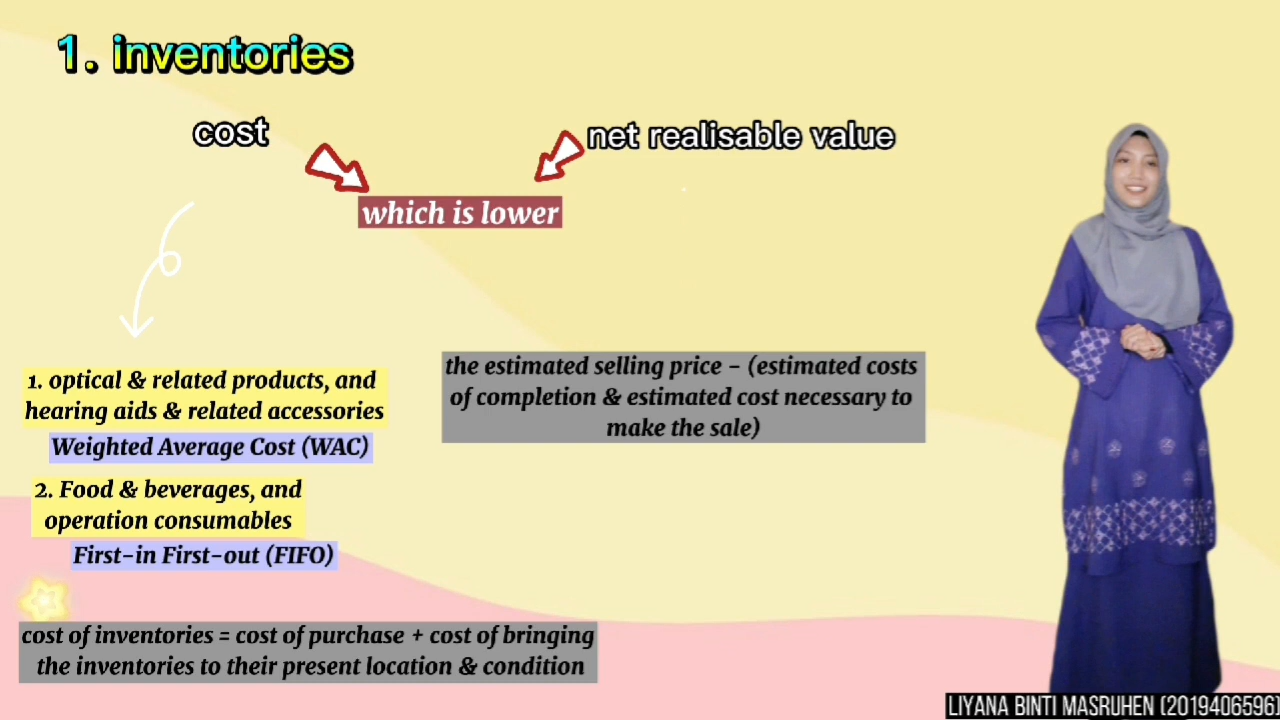 1. inventories
cost
net realisable value
which is lower
1. optical & related products, and
hearing aids & related accessories
Weighted Average Cost (WAC)
2. Food & beverages, and
operation consumables
First-in First-out (FIFO)
the estimated selling price - (estimated costs
of completion & estimated cost necessary to
make the sale)
cost of inventories = cost of purchase + cost of bringing
the inventories to their present location & condition
LIYANA BINTI MASRUHEN (2019406596)